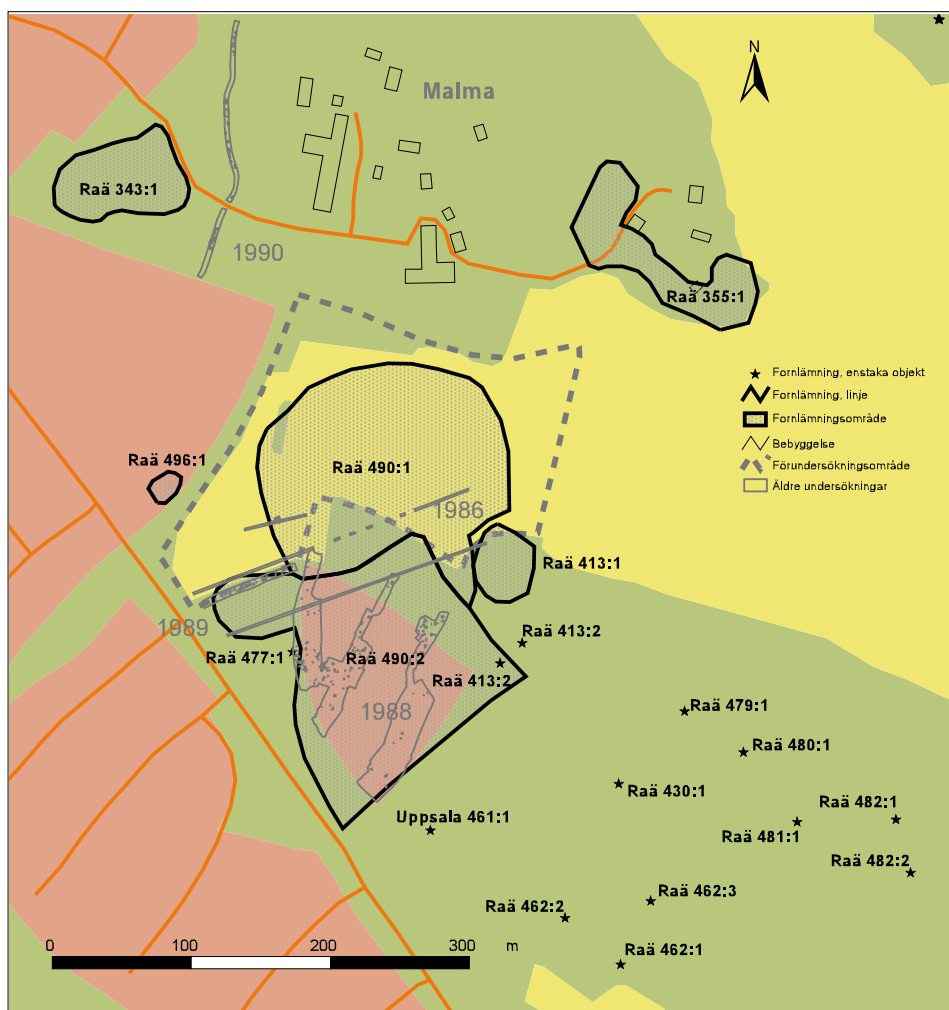 N
Malma
Raä 343:1
1990
Raä 355:1
Fornlämning, enstaka objekt
Fornlämning, linje
Fornlämningsområde
Bebyggelse
Förundersökningsområde
Äldre undersökningar
Raä 496:1
Raä 490:1
1986
Raä 413:1
1989
Raä 477:1
Raä 490:2
Raä 413:2
Raä 413:2
1988
Raä 479:1
Raä 480:1
Raä 430:1
Raä 482:1
Uppsala 461:1
Raä 481:1
Raä 482:2
Raä 462:3
Raä 462:2
Raä 462:1
0 100 200 300 m